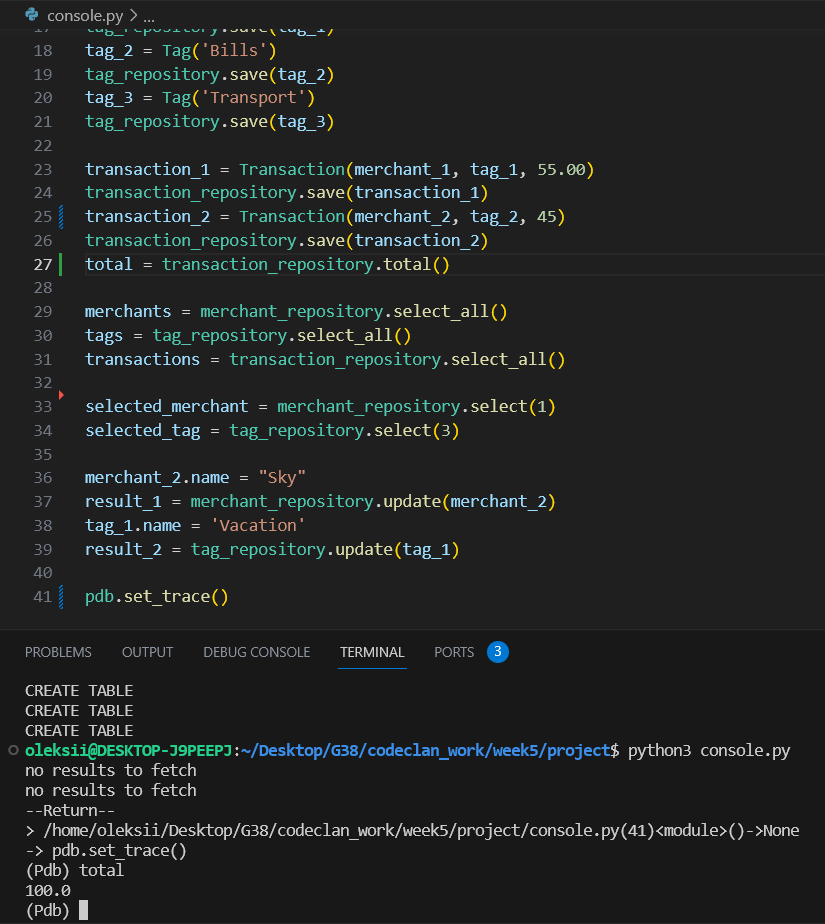 console.py > ...
17 tag_repository.save(tag_1)
18 tag_2 = Tag('Bills')
19 tag_repository.save(tag_2)
20 tag_3 = Tag('Transport')
21 tag_repository.save(tag_3)
22
23 transaction_1 = Transaction(merchant_1, tag_1, 55.00)
24 transaction_repository.save(transaction_1)
25 transaction_2 = Transaction(merchant_2, tag_2, 45)
26 transaction_repository.save(transaction_2)
27 total = transaction_repository.total()
28
29 merchants = merchant_repository.select_all()
30 tags = tag_repository.select_all()
31 transactions = transaction_repository.select_all()
32
33 selected_merchant = merchant_repository.select(1)
34 selected_tag = tag_repository.select(3)
35
36 merchant_2.name = "Sky"
37 result_1 = merchant_repository.update(merchant_2)
38 tag_1.name = 'Vacation'
39 result_2 = tag_repository.update(tag_1)
40
41 pdb.set_trace()
PROBLEMS OUTPUT DEBUG CONSOLE TERMINAL PORTS 3
CREATE TABLE
CREATE TABLE
CREATE TABLE
oleksii@DESKTOP-J9PEEPJ:~/Desktop/G38/codeclan_work/week5/project$ python3 console.py
no results to fetch
no results to fetch
--Return--
> /home/oleksii/Desktop/G38/codeclan_work/week5/project/console.py(41)<module>()->None
-> pdb.set_trace()
(Pdb) total
100.0
(Pdb)